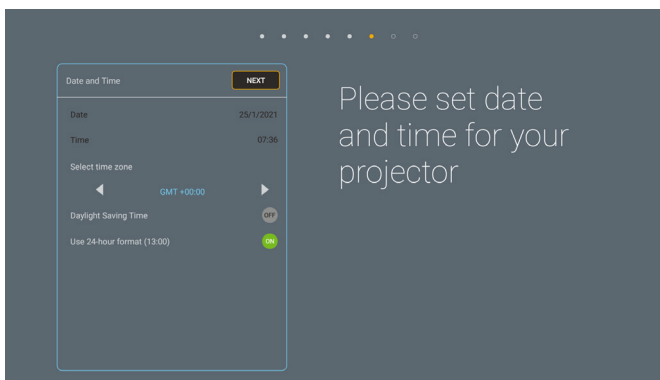 Date and Time NEXT
Date 25/1/2021
Time 07:36
Select time zone
GMT +00:00
Daylight Saving Time OFF
Use 24-hour format (13:00) ON
Please set date
and time for your
projector